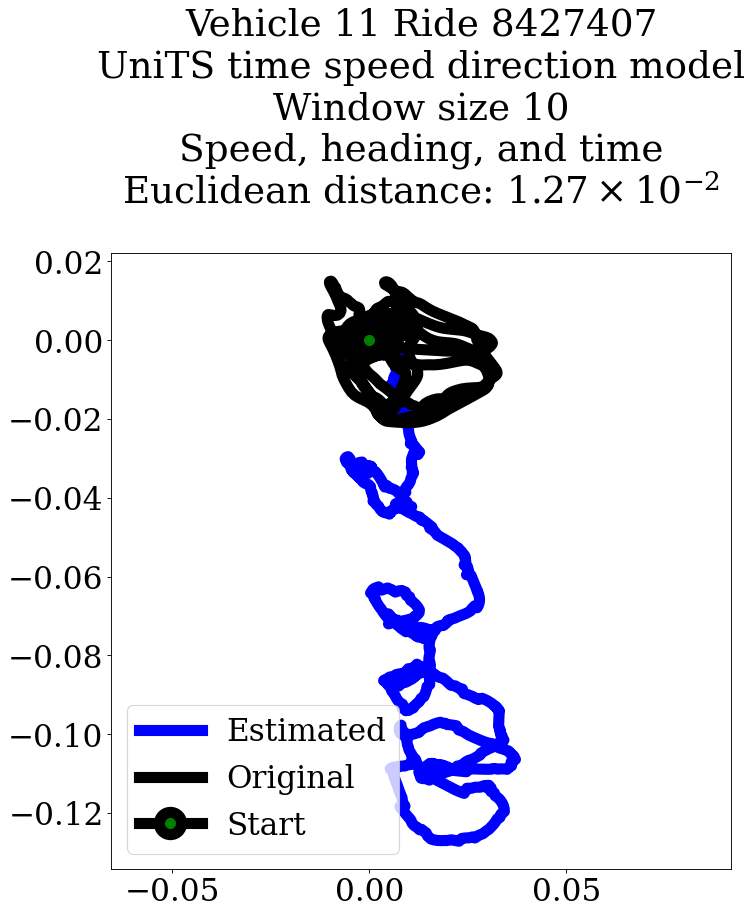 Vehicle 11 Ride 8427407
UniTS time speed direction model
Window size 10
Speed, heading, and time
Euclidean distance: 1.27 × 10⁻²
0.02
0.00
−0.02
−0.04
−0.06
−0.08
−0.10
−0.12
Estimated
Original
Start
−0.05 0.00 0.05